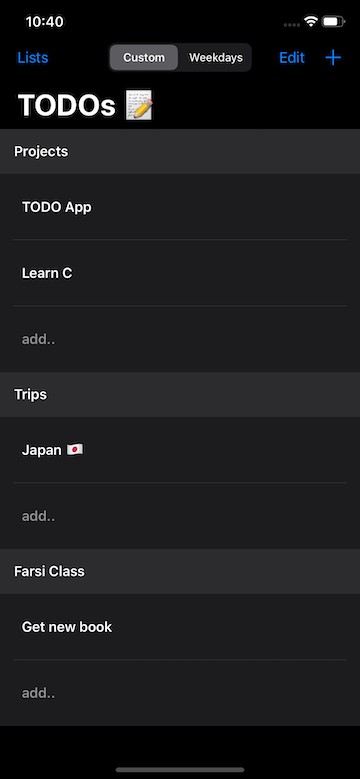 10:40
Lists Custom Weekdays Edit +
TODOs 📝
Projects
TODO App
Learn C
add..
Trips
Japan 🇯🇵
add..
Farsi Class
Get new book
add..